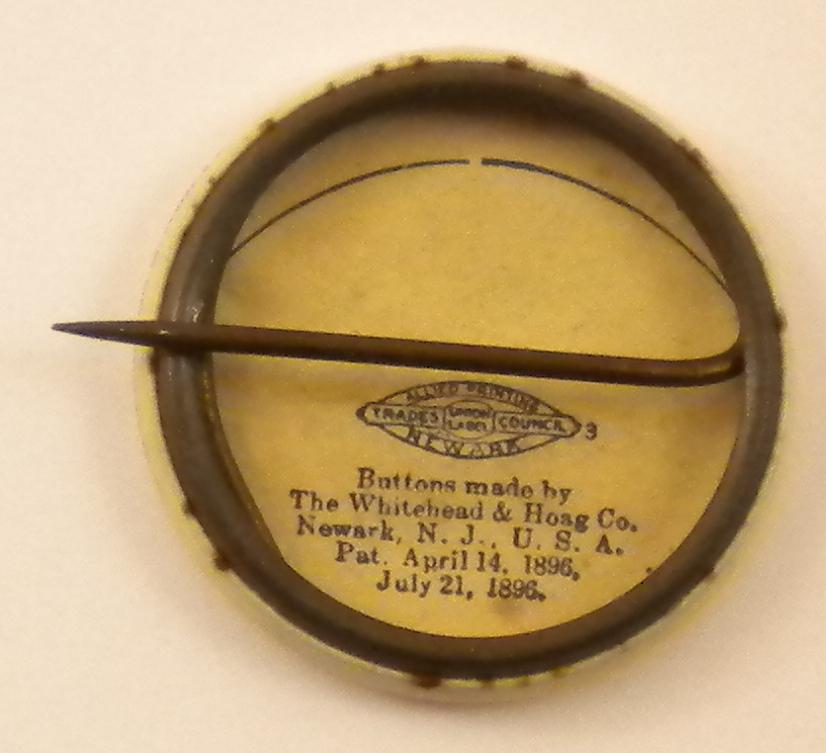 ALLIED PRINTING
TRADES UNION LABEL COUNCIL 3
NEWARK
Buttons made by
The Whitehead & Hoag Co.
Newark, N. J., U. S. A.
Pat. April 14, 1896,
July 21, 1896.